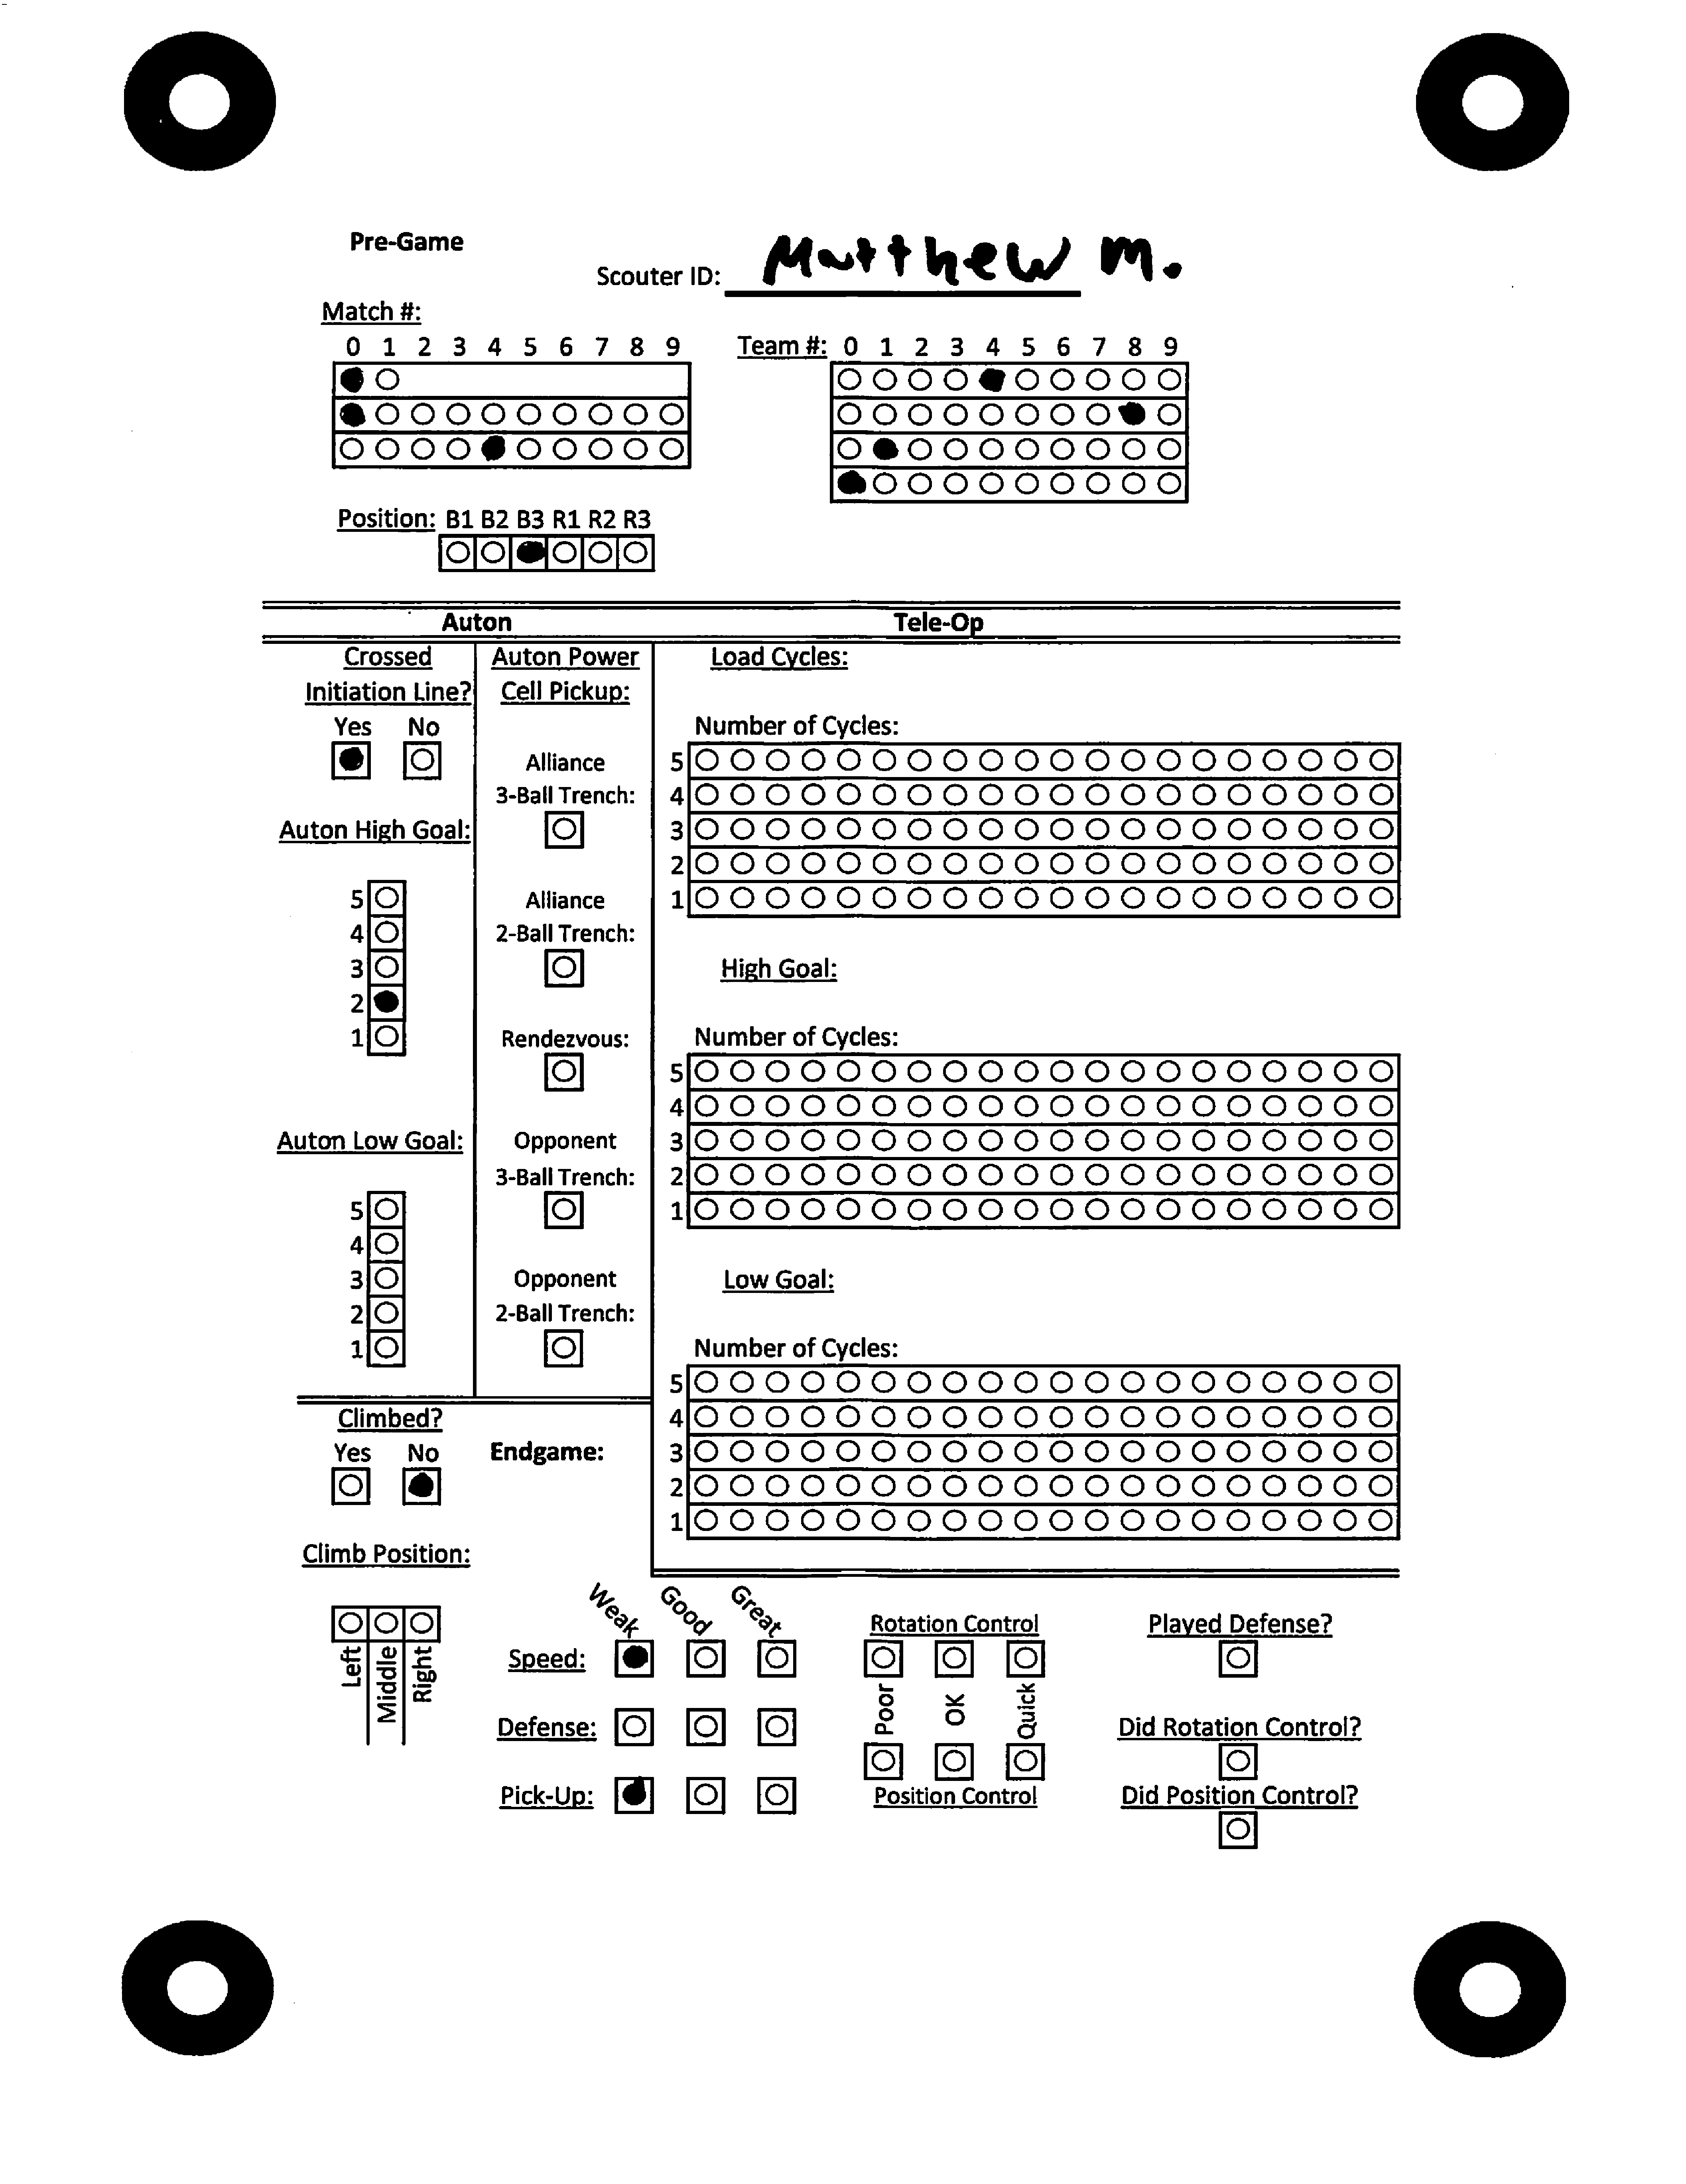 Pre-Game
Scouter ID: Matthew M.
Match #:
0 1 2 3 4 5 6 7 8 9
Team #: 0 1 2 3 4 5 6 7 8 9
Position: B1 B2 B3 R1 R2 R3
Auton
Tele-Op
Crossed
Initiation Line?
Yes No
Auton High Goal:
5
4
3
2
1
Auton Low Goal:
5
4
3
2
1
Auton Power
Cell Pickup:
Alliance
3-Ball Trench:
Alliance
2-Ball Trench:
Rendezvous:
Opponent
3-Ball Trench:
Opponent
2-Ball Trench:
Load Cycles:
Number of Cycles:
5
4
3
2
1
High Goal:
Number of Cycles:
5
4
3
2
1
Low Goal:
Number of Cycles:
5
4
3
2
1
Climbed?
Yes No
Endgame:
Climb Position:
Left
Middle
Right
Weak Good Great
Speed:
Defense:
Pick-Up:
Rotation Control
Poor OK Quick
Position Control
Played Defense?
Did Rotation Control?
Did Position Control?